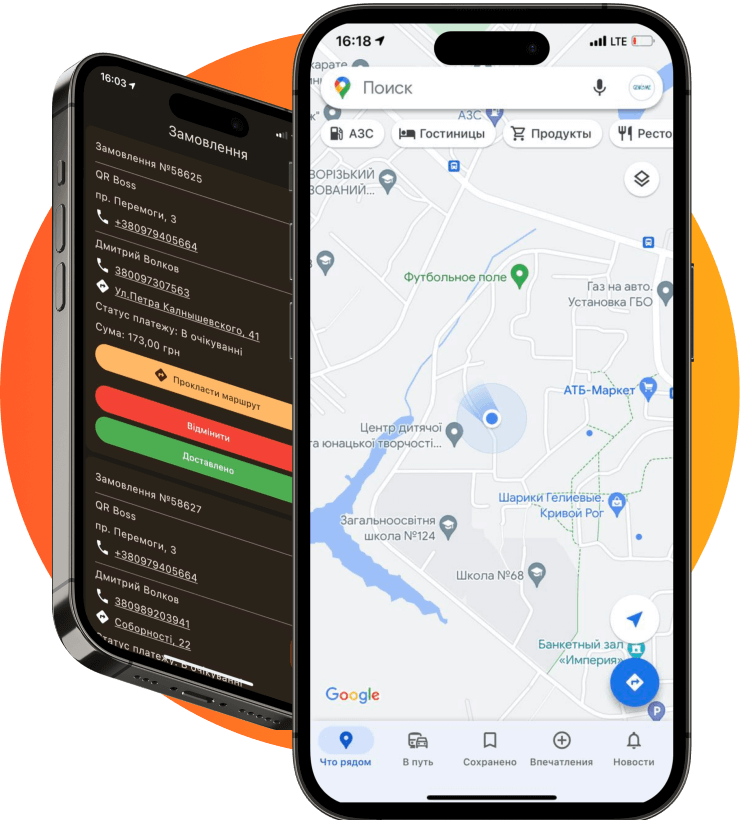 16:03
Замовлення
Замовлення №58625
QR Boss
пр. Перемоги, 3
+380979405664
Дмитрий Волков
380097307563
Ул.Петра Калнышевского, 41
Статус платежу: В очікуванні
Сума: 173,00 грн
Прокласти маршрут
Відмінити
Доставлено
Замовлення №58627
QR Boss
пр. Перемоги, 3
+380979405664
Дмитрий Волков
380989203941
Соборності, 22
татус платежу: В очікуванні
16:18
LTE
карате
Поиск
АЗС
АЗС
Гостиницы
Продукты
Ресто
ВОРІЗЬКИЙ
ЗОВАНИЙ...
Футбольное поле
Газ на авто.
Установка ГБО
АТБ-Маркет
Центр дитячої
та юнацької творчості...
Шарики Гелиевые.
Кривой Рог
Загальноосвітня
школа №124
Школа №68
Банкетный зал
«Империя»
Google
P
Что рядом
В путь
Сохранено
Впечатления
Новости